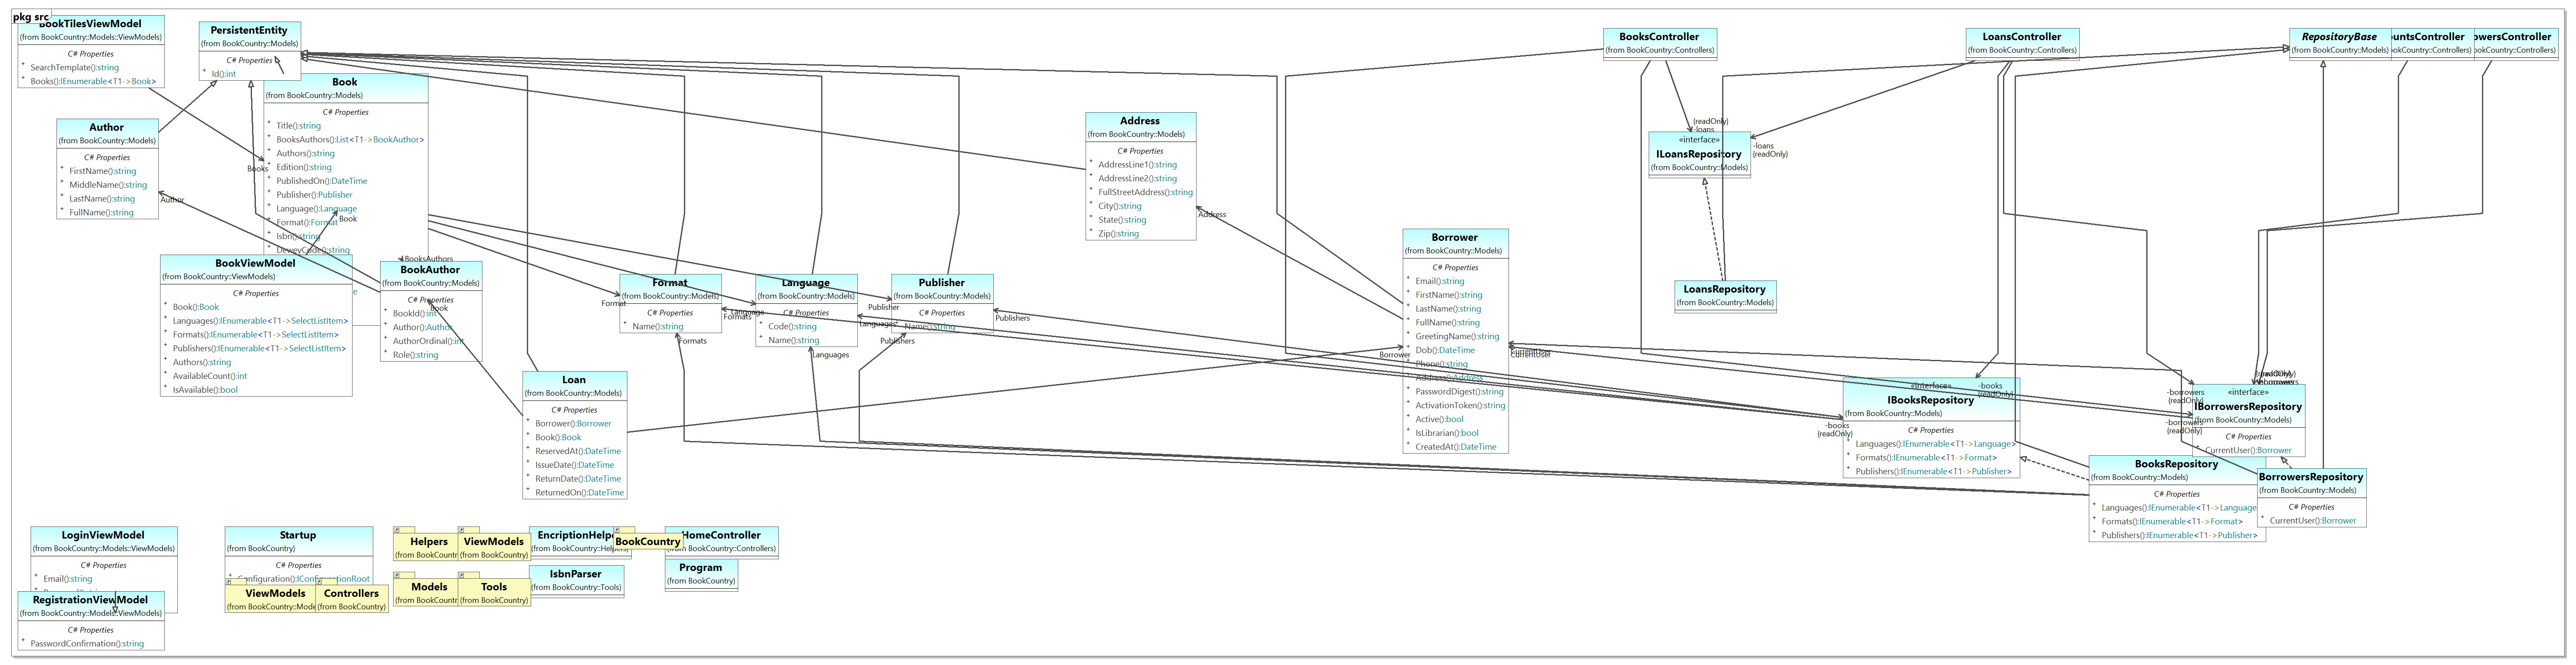 pkg src
BookTilesViewModel
(from BookCountry::Models::ViewModels)
C# Properties
+ SearchTemplate():string
+ Books():IEnumerable<T1->Book>
PersistentEntity
(from BookCountry::Models)
C# Properties
+ Id():int
Book
(from BookCountry::Models)
C# Properties
+ Title():string
+ BooksAuthors():List<T1->BookAuthor>
+ Authors():string
+ Edition():string
+ PublishedOn():DateTime
+ Publisher():Publisher
+ Language():Language
+ Format():Format
+ Isbn():string
+ DeweyCode():string
Books
Book
BooksAuthors
Author
(from BookCountry::Models)
C# Properties
+ FirstName():string
+ MiddleName():string
+ LastName():string
+ FullName():string
Author
BookViewModel
(from BookCountry::ViewModels)
C# Properties
+ Book():Book
+ Languages():IEnumerable<T1->SelectListItem>
+ Formats():IEnumerable<T1->SelectListItem>
+ Publishers():IEnumerable<T1->SelectListItem>
+ Authors():string
+ AvailableCount():int
+ IsAvailable():bool
BookAuthor
(from BookCountry::Models)
C# Properties
+ BookId():int
+ Author():Author
+ AuthorOrdinal():int
+ Role():string
Book
Format
(from BookCountry::Models)
C# Properties
+ Name():string
Format
Formats
Formats
Language
(from BookCountry::Models)
C# Properties
+ Code():string
+ Name():string
Language
Languages
Languages
Publisher
(from BookCountry::Models)
C# Properties
+ Name():string
Publisher
Publishers
Publishers
Loan
(from BookCountry::Models)
C# Properties
+ Borrower():Borrower
+ Book():Book
+ ReservedAt():DateTime
+ IssueDate():DateTime
+ ReturnDate():DateTime
+ ReturnedOn():DateTime
Address
(from BookCountry::Models)
C# Properties
+ AddressLine1():string
+ AddressLine2():string
+ FullStreetAddress():string
+ City():string
+ State():string
+ Zip():string
Address
Borrower
(from BookCountry::Models)
C# Properties
+ Email():string
+ FirstName():string
+ LastName():string
+ FullName():string
+ GreetingName():string
+ Dob():DateTime
+ Phone():string
+ Address():Address
+ PasswordDigest():string
+ ActivationToken():string
+ Active():bool
+ IsLibrarian():bool
+ CreatedAt():DateTime
Borrower
CurrentUser
BooksController
(from BookCountry::Controllers)
LoansController
(from BookCountry::Controllers)
RepositoryBase
(from BookCountry::Models)
untsController
ok​Country::Controllers)
owersController
Country::Controllers)
{readOnly}
-loans
«interface»
ILoansRepository
(from BookCountry::Models)
-loans
{readOnly}
LoansRepository
(from BookCountry::Models)
«interface»
IBooksRepository
(from BookCountry::Models)
C# Properties
+ Languages():IEnumerable<T1->Language>
+ Formats():IEnumerable<T1->Format>
+ Publishers():IEnumerable<T1->Publisher>
-books
{readOnly}
-books
{readOnly}
«interface»
IBorrowersRepository
(from BookCountry::Models)
C# Properties
+ CurrentUser():Borrower
-borrowers
{readOnly}
-borrowers
{readOnly}
BooksRepository
(from BookCountry::Models)
C# Properties
+ Languages():IEnumerable<T1->Language
+ Formats():IEnumerable<T1->Format>
+ Publishers():IEnumerable<T1->Publisher>
BorrowersRepository
(from BookCountry::Models)
C# Properties
+ CurrentUser():Borrower
LoginViewModel
(from BookCountry::Models::ViewModels)
C# Properties
+ Email():string
RegistrationViewModel
(from BookCountry::Models::ViewModels)
C# Properties
+ PasswordConfirmation():string
Startup
(from BookCountry)
C# Properties
Configuration():IConfigurationRoot
ViewModels
(from BookCountry::Mode
Controllers
(from BookCountry)
Helpers
(from BookCountr
ViewModels
(from BookCountry)
Models
(from BookCountr
Tools
(from BookCountry)
EncriptionHelpe
(from BookCountry::Helpers)
BookCountry
IsbnParser
(from BookCountry::Tools)
HomeController
(from BookCountry::Controllers)
Program
(from BookCountry)